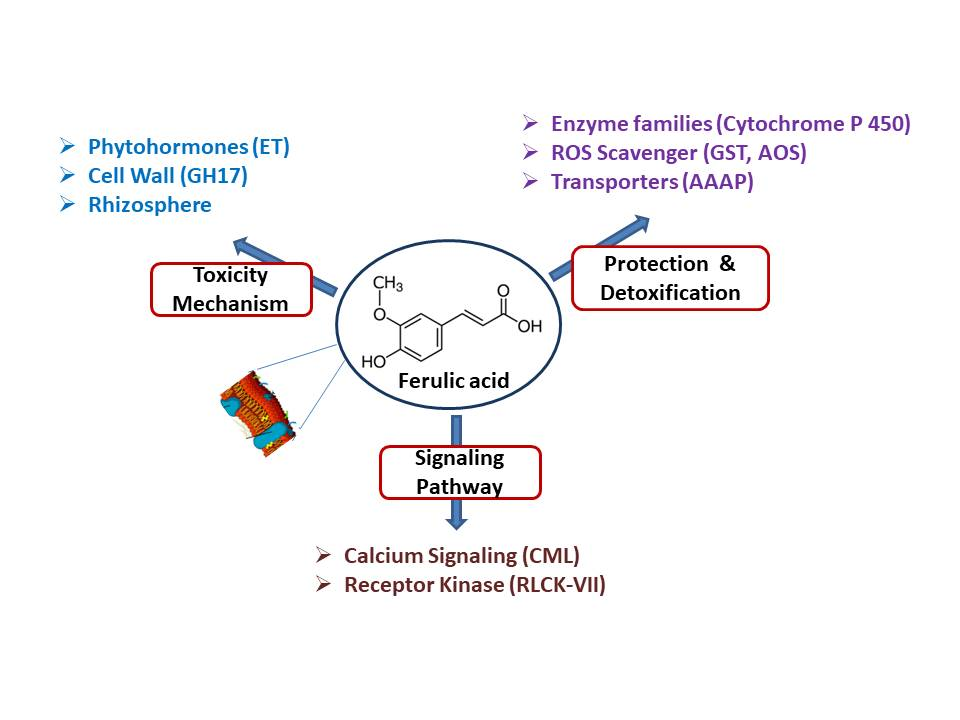 Phytohormones (ET)
Cell Wall (GH17)
Rhizosphere
Enzyme families (Cytochrome P 450)
ROS Scavenger (GST, AOS)
Transporters (AAAP)
Toxicity
Mechanism
Protection & 
Detoxification
CH3
O
O
OH
HO
Ferulic acid
Signaling
Pathway
Calcium Signaling (CML)
Receptor Kinase (RLCK-VII)